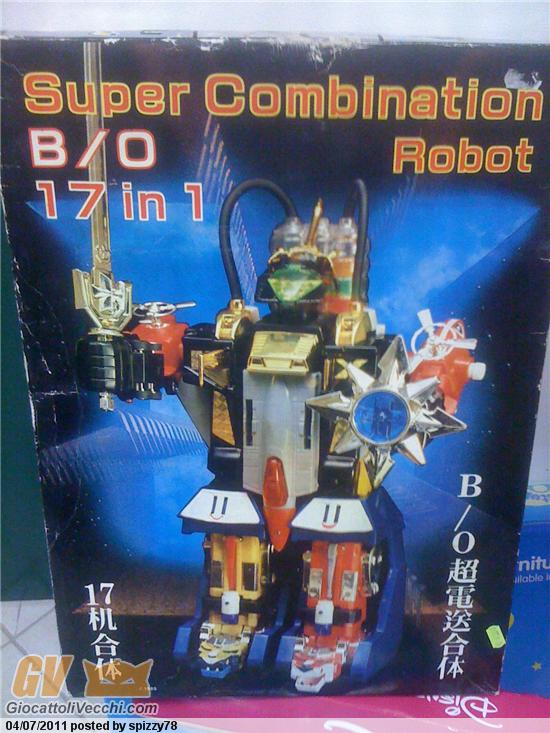 Super Combination
B/O
Robot
17 in 1
B/O超電送合体
17机合体
GV
GiocattoliVecchi.com
04/07/2011 posted by spizzy78